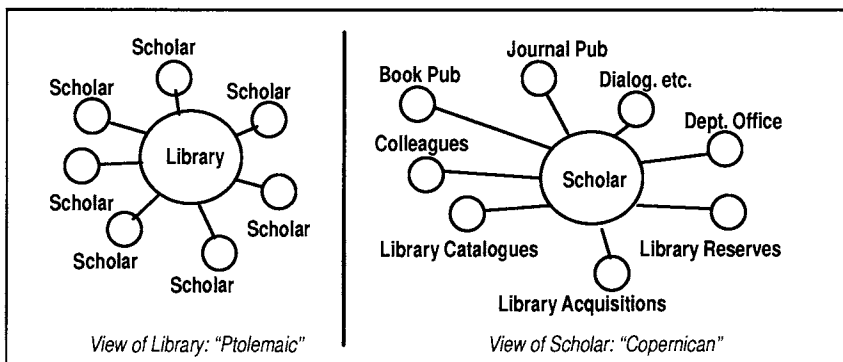 Scholar
Scholar
Scholar
Library
Scholar
Scholar
Scholar
Scholar
View of Library: “Ptolemaic”
Journal Pub
Book Pub
Dialog. etc.
Dept. Office
Colleagues
Scholar
Library Catalogues
Library Reserves
Library Acquisitions
View of Scholar: “Copernican”